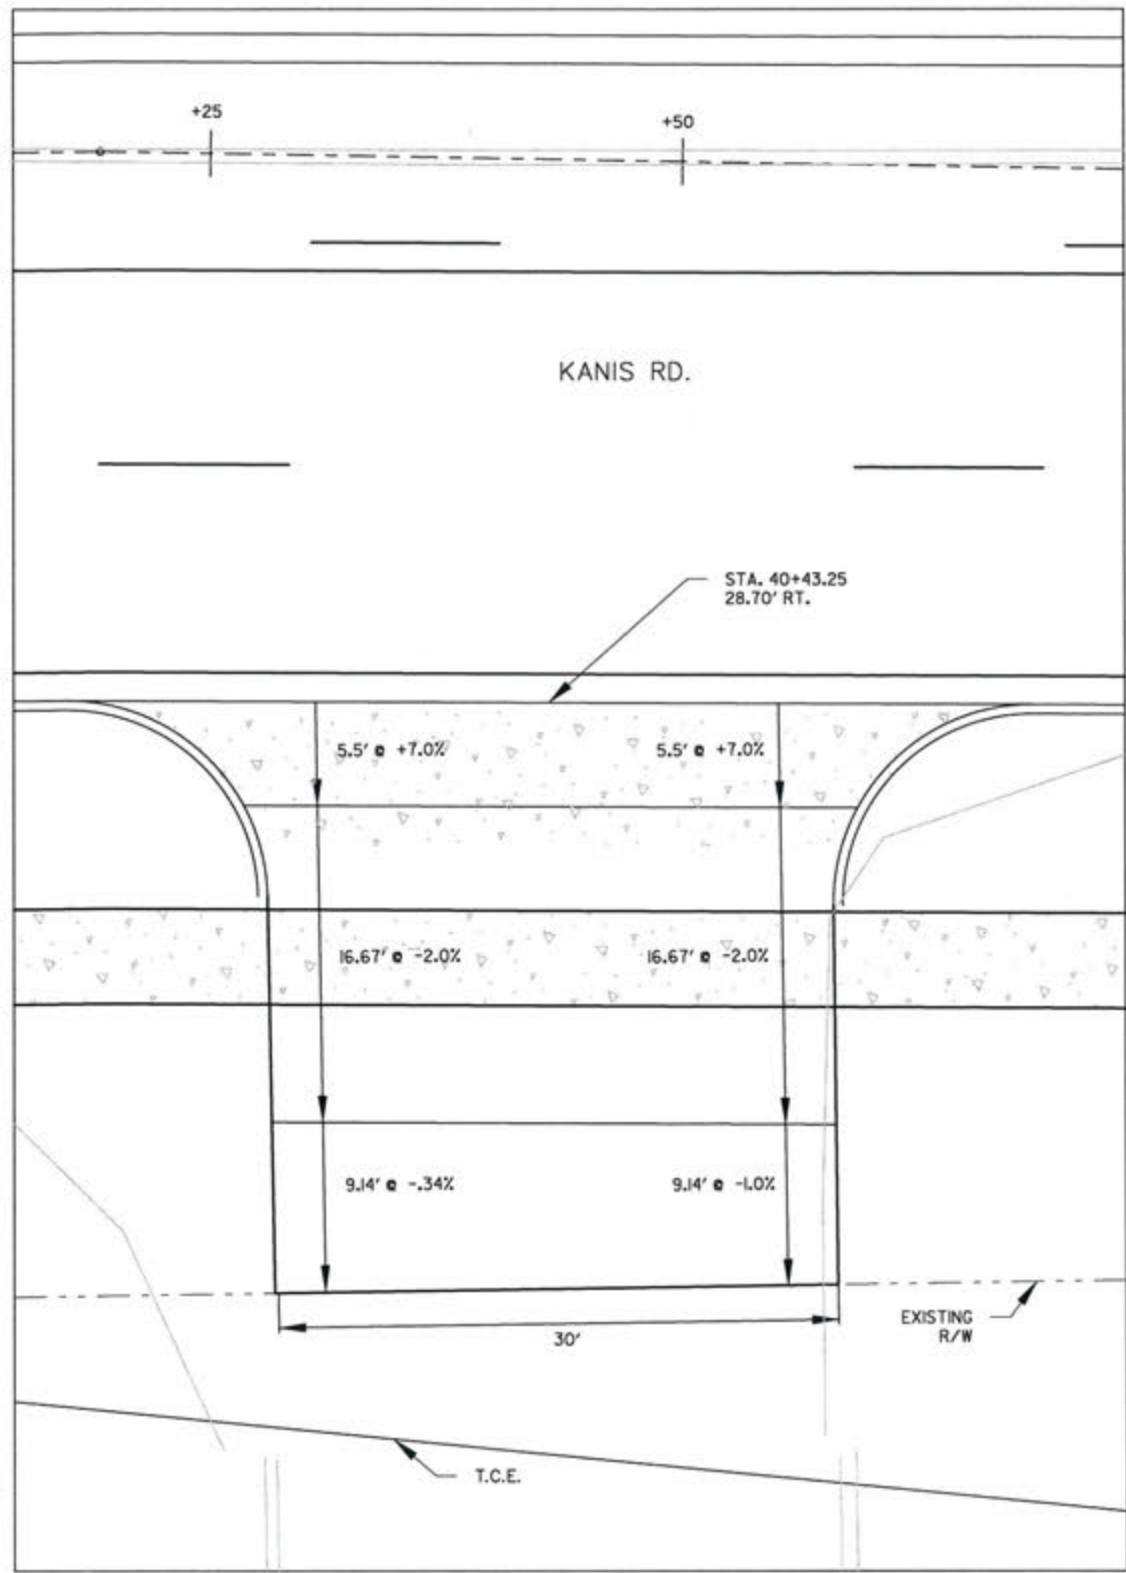 +25
+50
KANIS RD.
STA. 40+43.25
28.70' RT.
5.5' @ +7.0%
5.5' @ +7.0%
16.67' @ -2.0%
16.67' @ -2.0%
9.14' @ -.34%
9.14' @ -1.0%
EXISTING
R/W
30'
T.C.E.